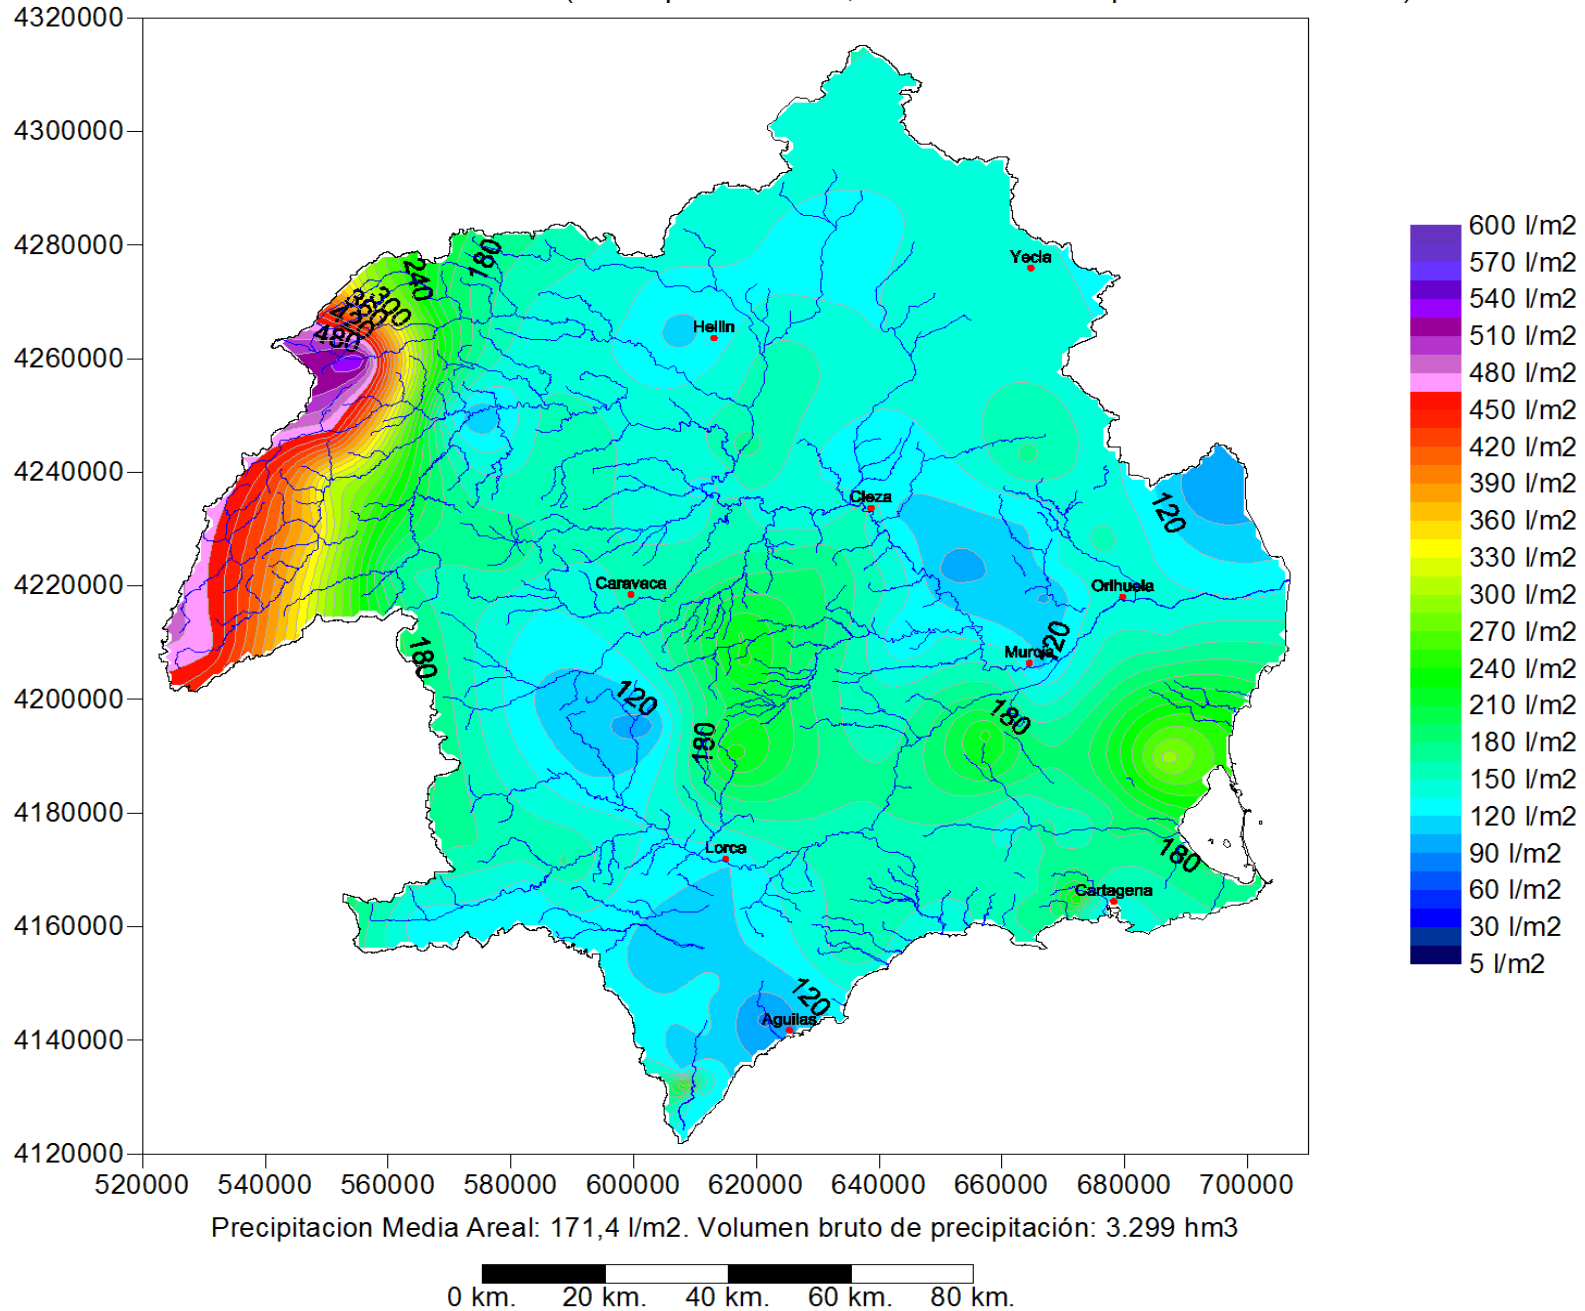 4320000
4300000
4280000
4260000
4240000
4220000
4200000
4180000
4160000
4140000
4120000
520000 540000 560000 580000 600000 620000 640000 660000 680000 700000
Yecla
Hellin
Cieza
Caravaca
Orihuela
Murcia
Lorca
Cartagena
Aguilas
180
240
300
480
120
180
120
120
180
180
180
120
600 l/m2
570 l/m2
540 l/m2
510 l/m2
480 l/m2
450 l/m2
420 l/m2
390 l/m2
360 l/m2
330 l/m2
300 l/m2
270 l/m2
240 l/m2
210 l/m2
180 l/m2
150 l/m2
120 l/m2
90 l/m2
60 l/m2
30 l/m2
5 l/m2
Precipitacion Media Areal: 171,4 l/m2. Volumen bruto de precipitación: 3.299 hm3
0 km. 20 km. 40 km. 60 km. 80 km.